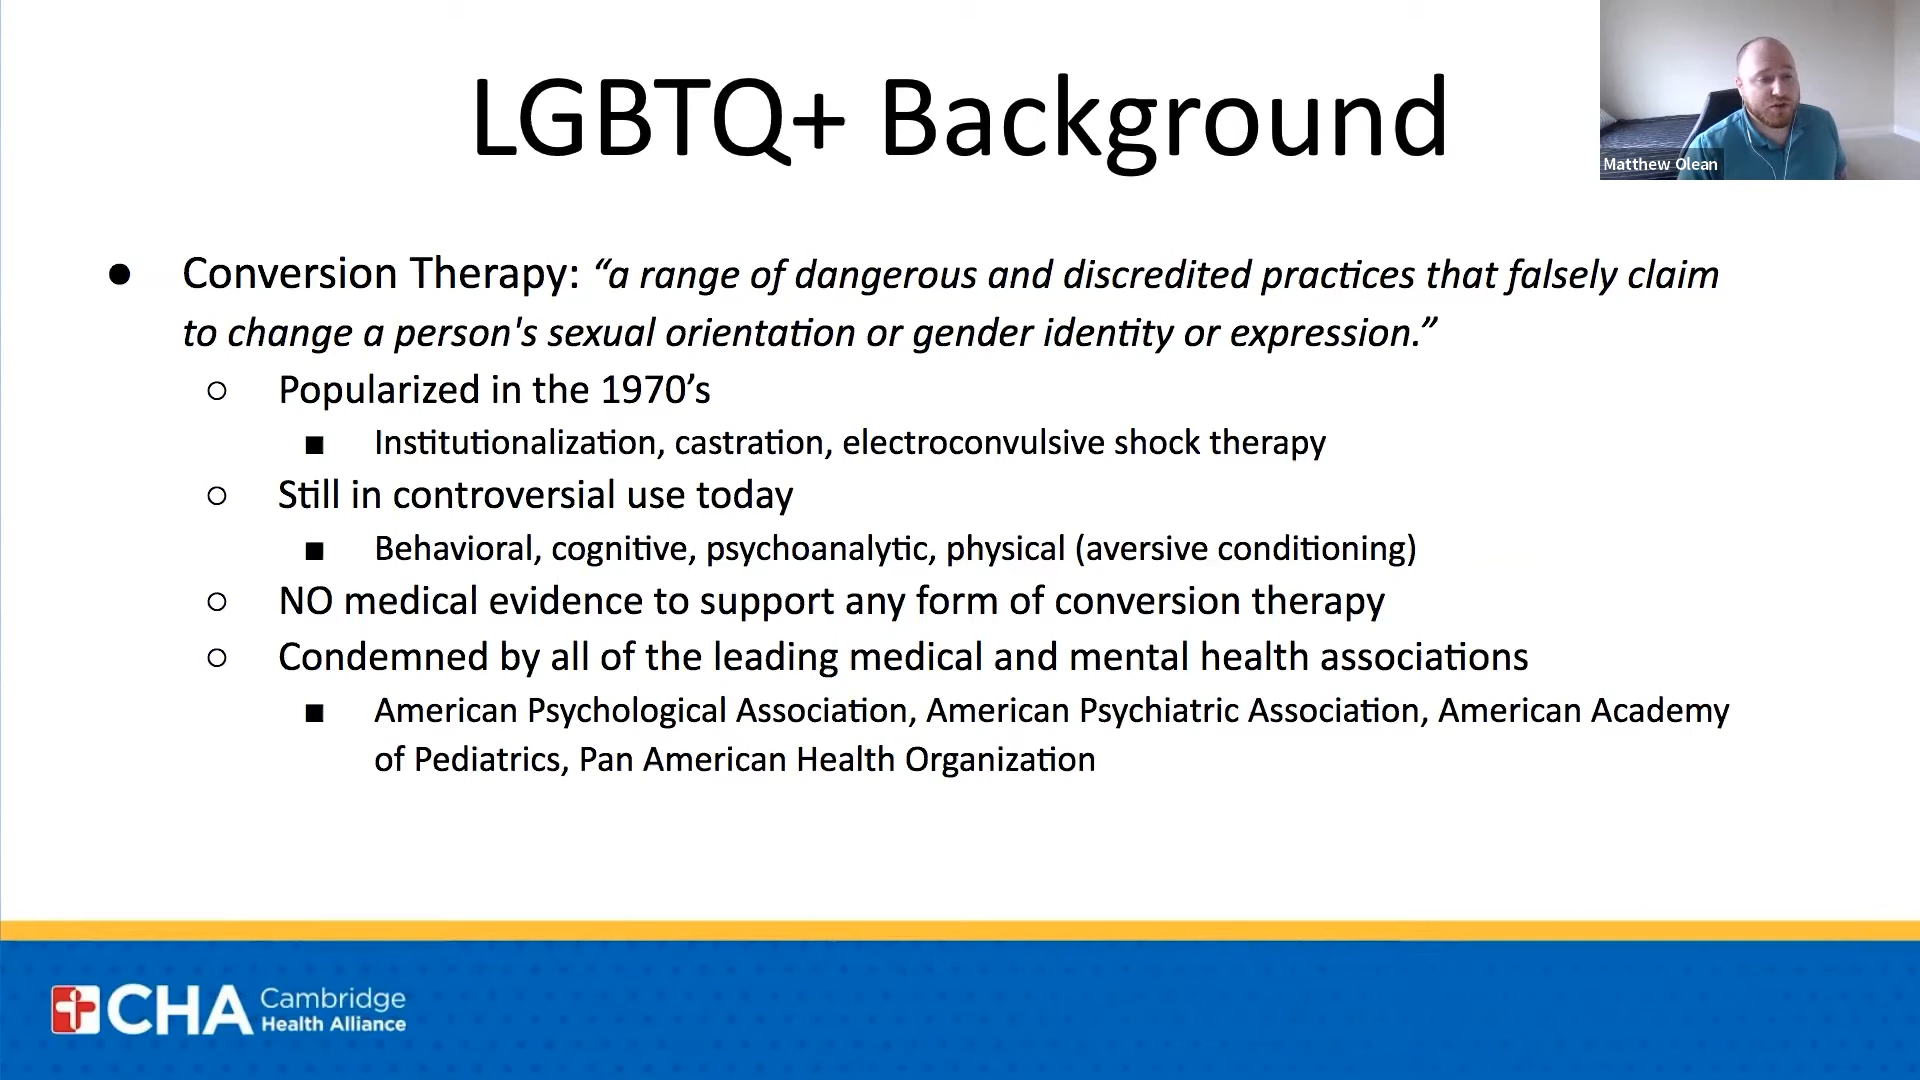 LGBTQ+ Background
Matthew Olean
● Conversion Therapy: “a range of dangerous and discredited practices that falsely claim
to change a person's sexual orientation or gender identity or expression.”
○ Popularized in the 1970’s
■ Institutionalization, castration, electroconvulsive shock therapy
○ Still in controversial use today
■ Behavioral, cognitive, psychoanalytic, physical (aversive conditioning)
○ NO medical evidence to support any form of conversion therapy
○ Condemned by all of the leading medical and mental health associations
■ American Psychological Association, American Psychiatric Association, American Academy
of Pediatrics, Pan American Health Organization
CHA Cambridge
Health Alliance